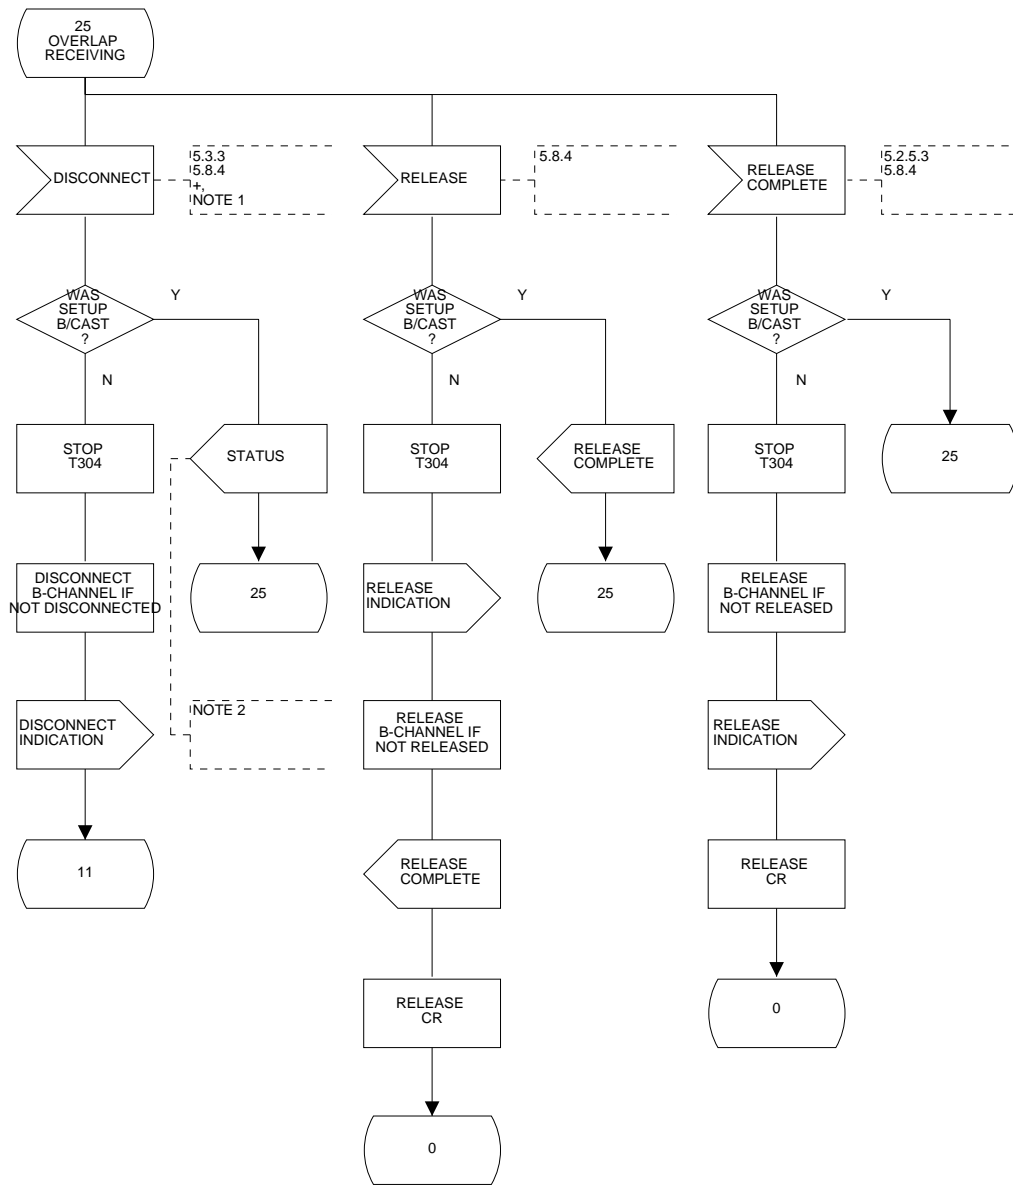 25
OVERLAP
RECEIVING
DISCONNECT
5.3.3
5.8.4
+,
NOTE 1
RELEASE
5.8.4
RELEASE
COMPLETE
5.2.5.3
5.8.4
WAS
SETUP
B/CAST
?
Y
N
WAS
SETUP
B/CAST
?
Y
N
WAS
SETUP
B/CAST
?
Y
N
STOP
T304
STATUS
STOP
T304
RELEASE
COMPLETE
STOP
T304
25
DISCONNECT
B-CHANNEL IF
NOT DISCONNECTED
25
RELEASE
INDICATION
25
RELEASE
B-CHANNEL IF
NOT RELEASED
DISCONNECT
INDICATION
NOTE 2
RELEASE
B-CHANNEL IF
NOT RELEASED
RELEASE
INDICATION
11
RELEASE
COMPLETE
RELEASE
CR
RELEASE
CR
0
0